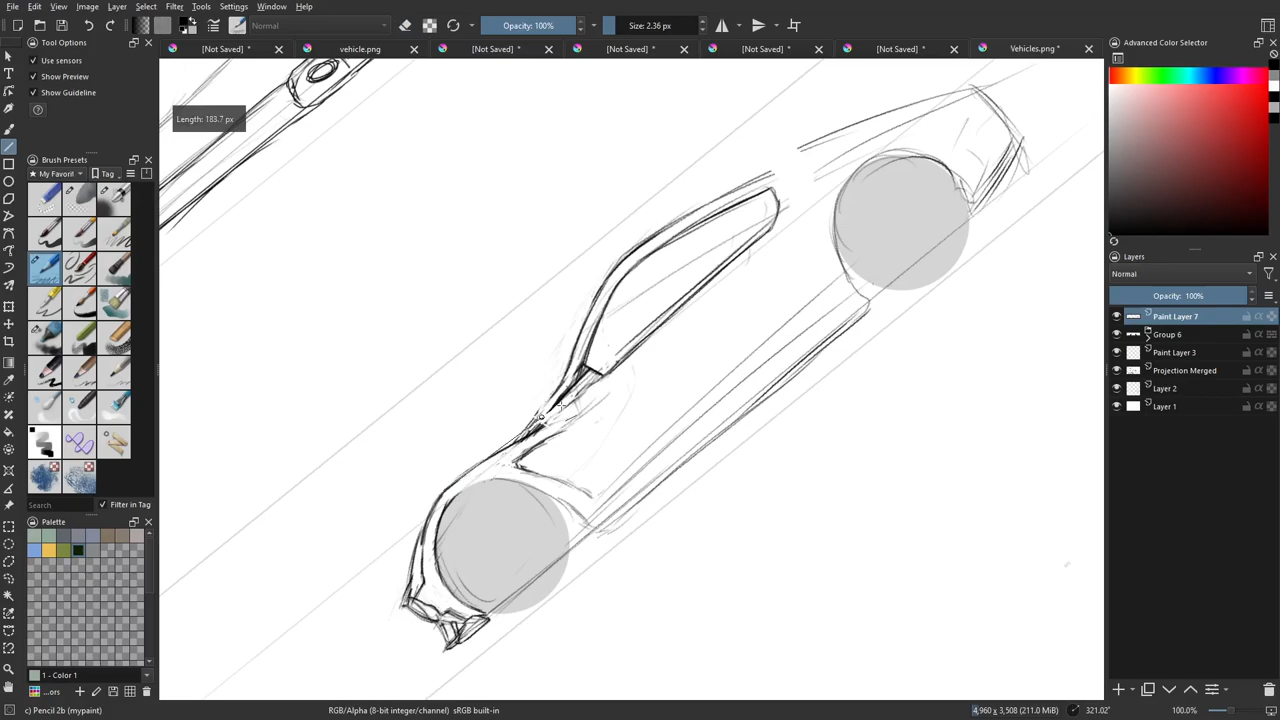 File Edit View Image Layer Select Filter Tools Settings Window Help
Normal Opacity: 100% Size: 2.36 px
[Not Saved] vehicle.png [Not Saved] * [Not Saved] * [Not Saved] * [Not Saved] * Vehicles.png *
Tool Options
Use sensors
Show Preview
Show Guideline
Length: 183.7 px
Brush Presets
My Favori Tag
Search Filter in Tag
Palette
1 - Color 1
...ors
c) Pencil 2b (mypaint) RGB/Alpha (8-bit integer/channel) sRGB built-in 4,960 x 3,508 (211.0 MiB) 321.02° 100.0%
Advanced Color Selector
Layers
Normal
Opacity: 100%
Paint Layer 7
Group 6
Paint Layer 3
Projection Merged
Layer 2
Layer 1